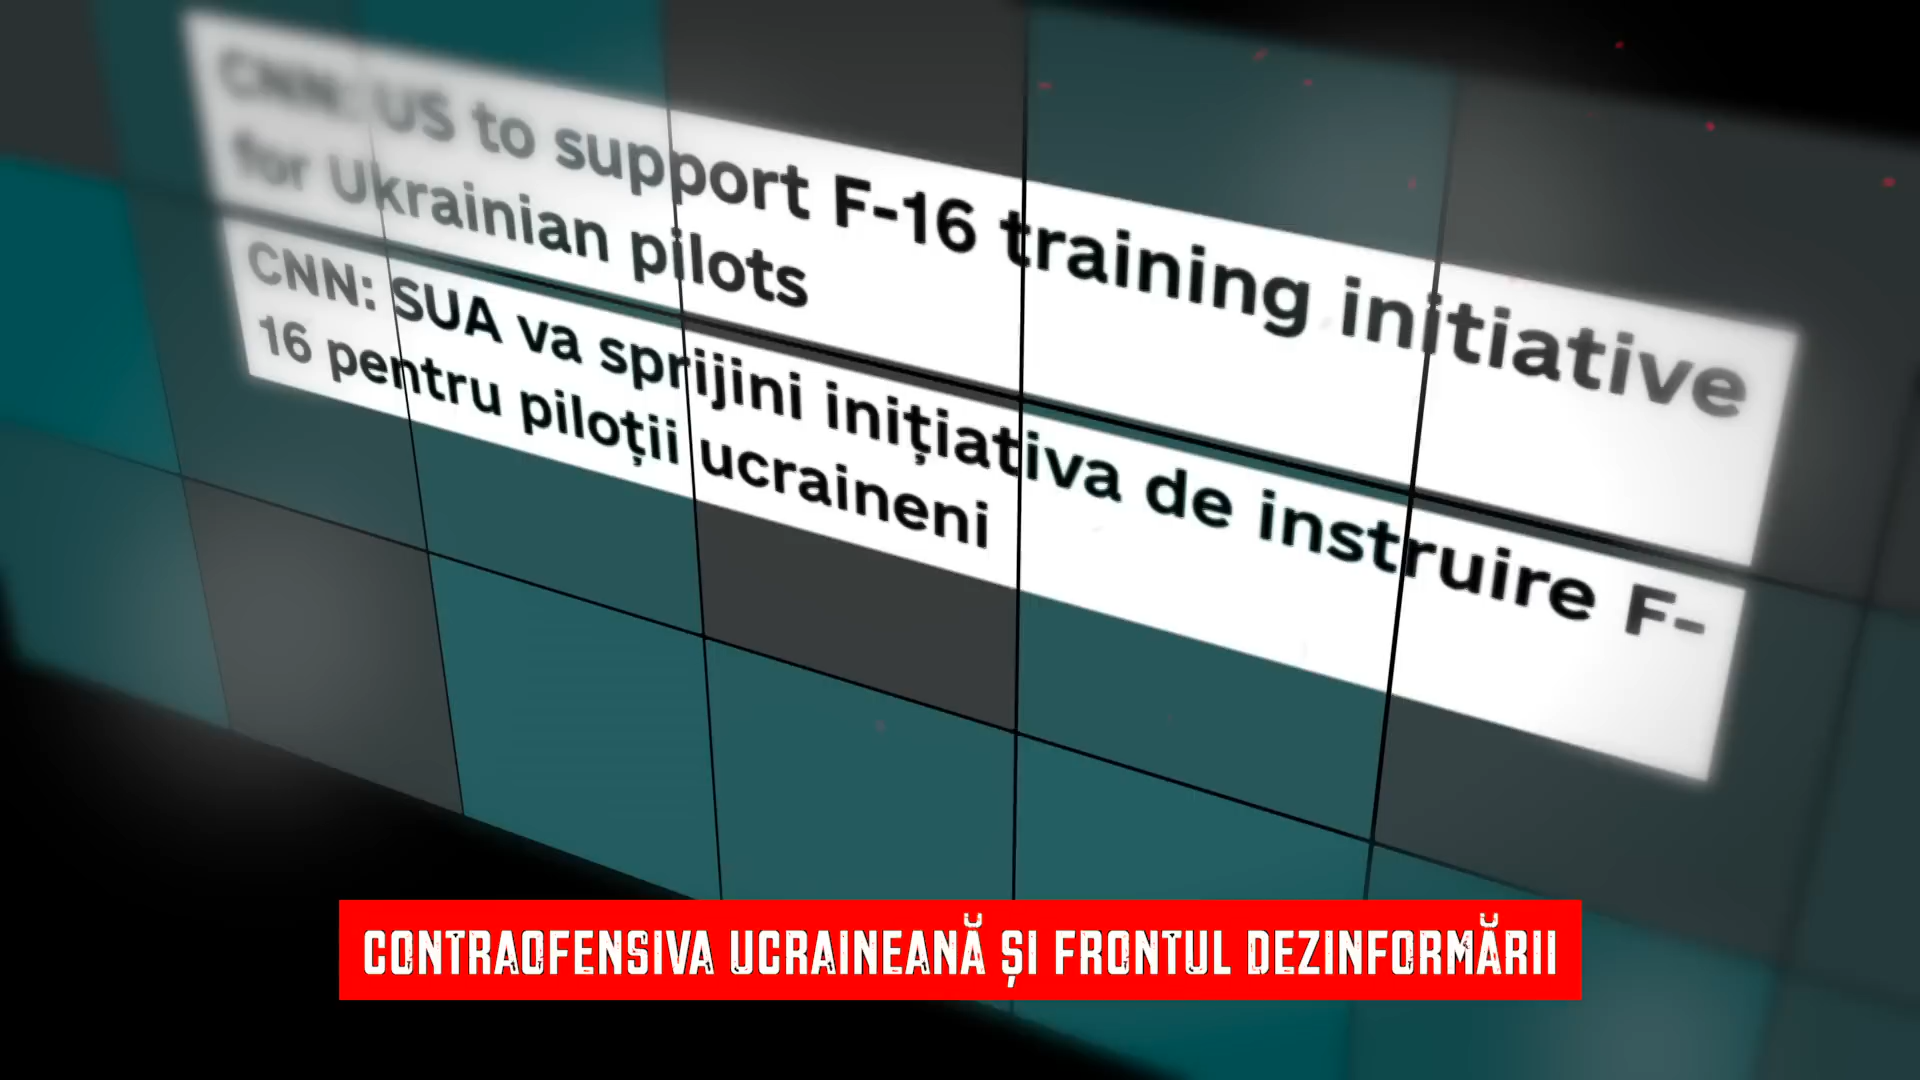 CNN: US to support F-16 training initiative
for Ukrainian pilots
CNN: SUA va sprijini inițiativa de instruire F-
16 pentru piloții ucraineni
CONTRAOFENSIVA UCRAINEANĂ ȘI FRONTUL DEZINFORMĂRII